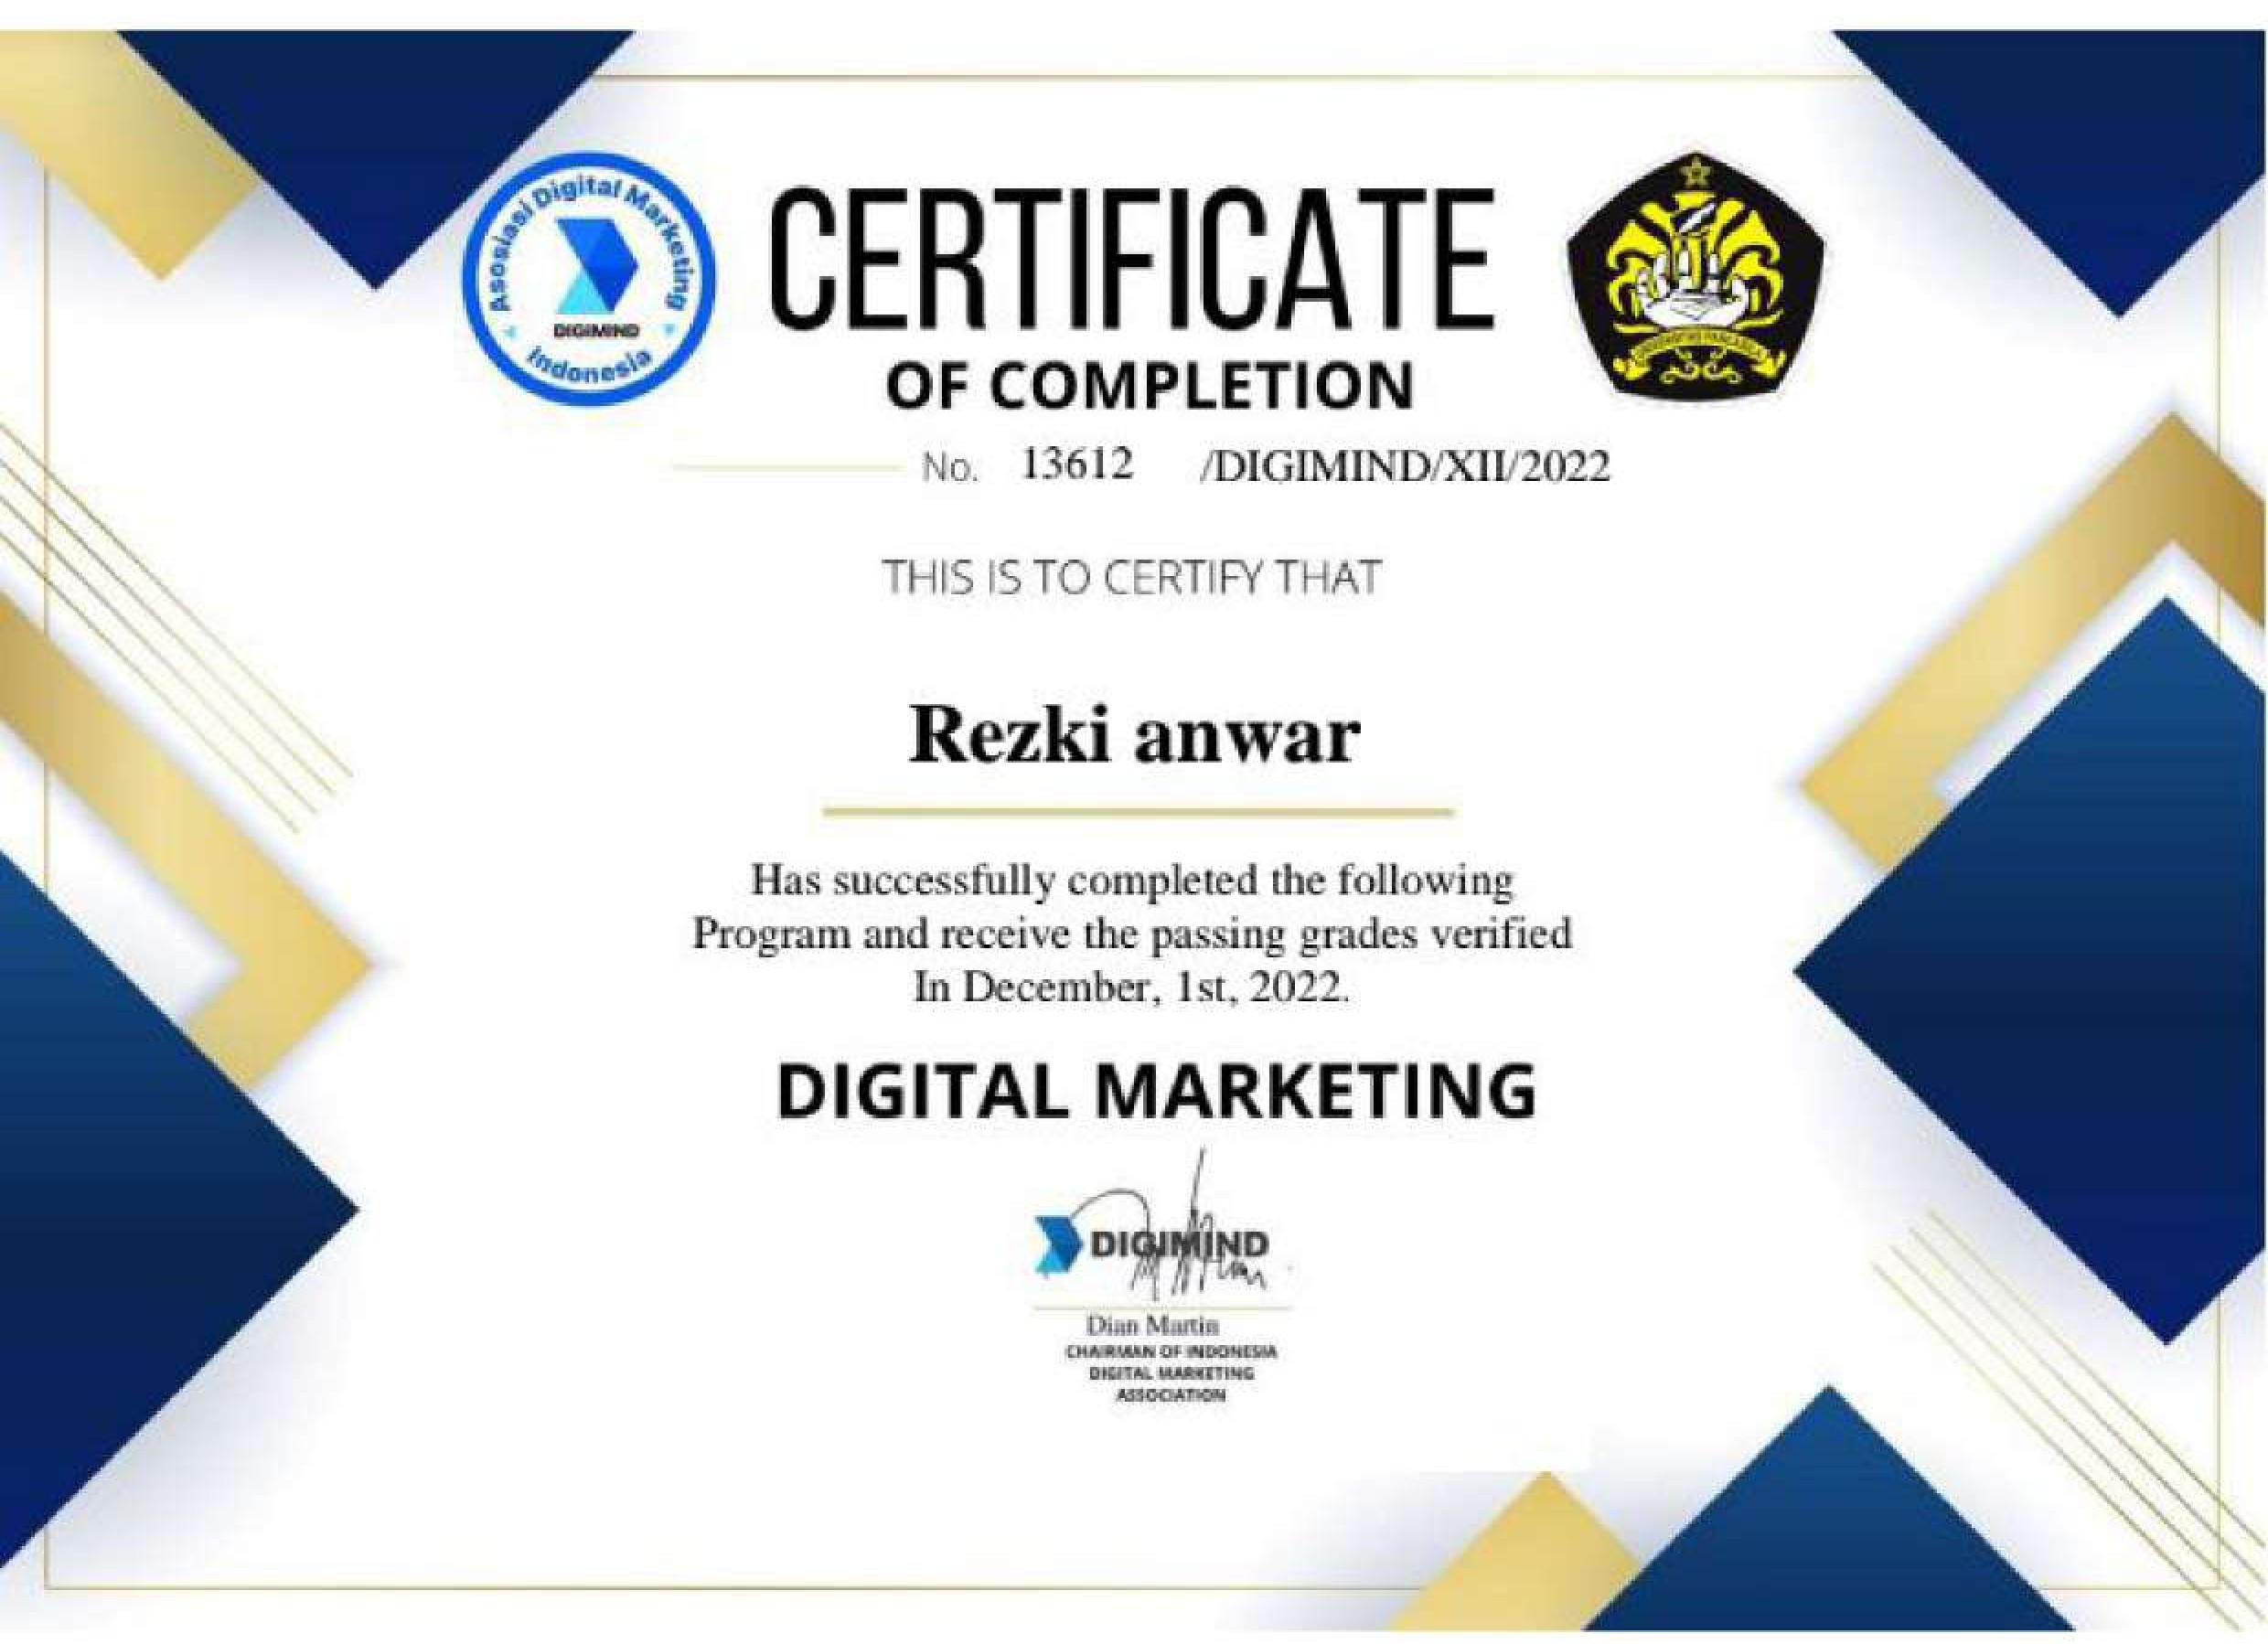 Asosiasi Digital Marketing
DIGIMIND
Indonesia
CERTIFICATE
OF COMPLETION
No. 13612 /DIGIMIND/XII/2022
THIS IS TO CERTIFY THAT
Rezki anwar
Has successfully completed the following
Program and receive the passing grades verified
In December, 1st, 2022.
DIGITAL MARKETING
DIGIMIND
Dian Martin
CHAIRMAN OF INDONESIA
DIGITAL MARKETING
ASSOCIATION